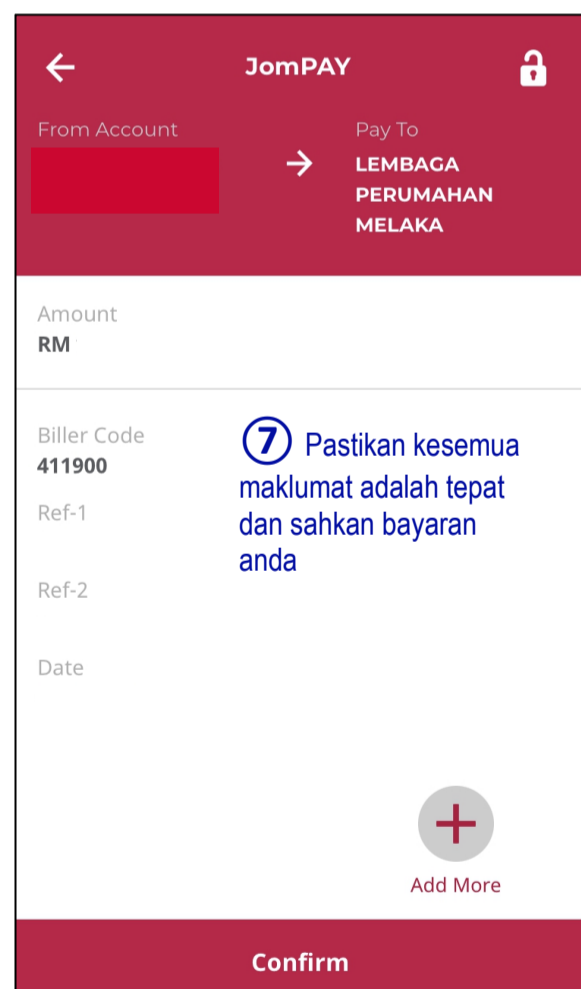 JomPAY
From Account
Pay To
LEMBAGA
PERUMAHAN
MELAKA
Amount
RM
Biller Code
411900
Ref-1
Ref-2
Date
7 Pastikan kesemua
maklumat adalah tepat
dan sahkan bayaran
anda
Add More
Confirm